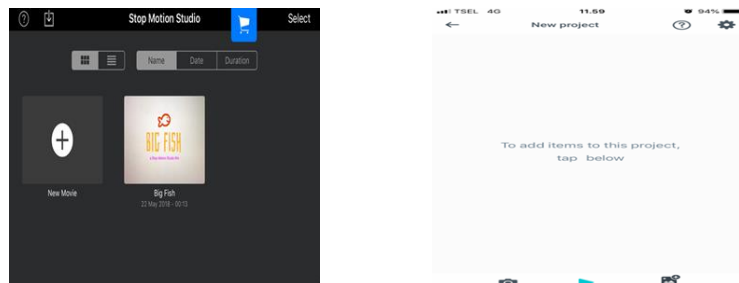 Stop Motion Studio
Select
Name Date Duration
BIG FISH
New Movie
Big Fish
22 May 2018 - 00:13
TSEL 4G 11.59 94%
New project
To add items to this project,
tap below